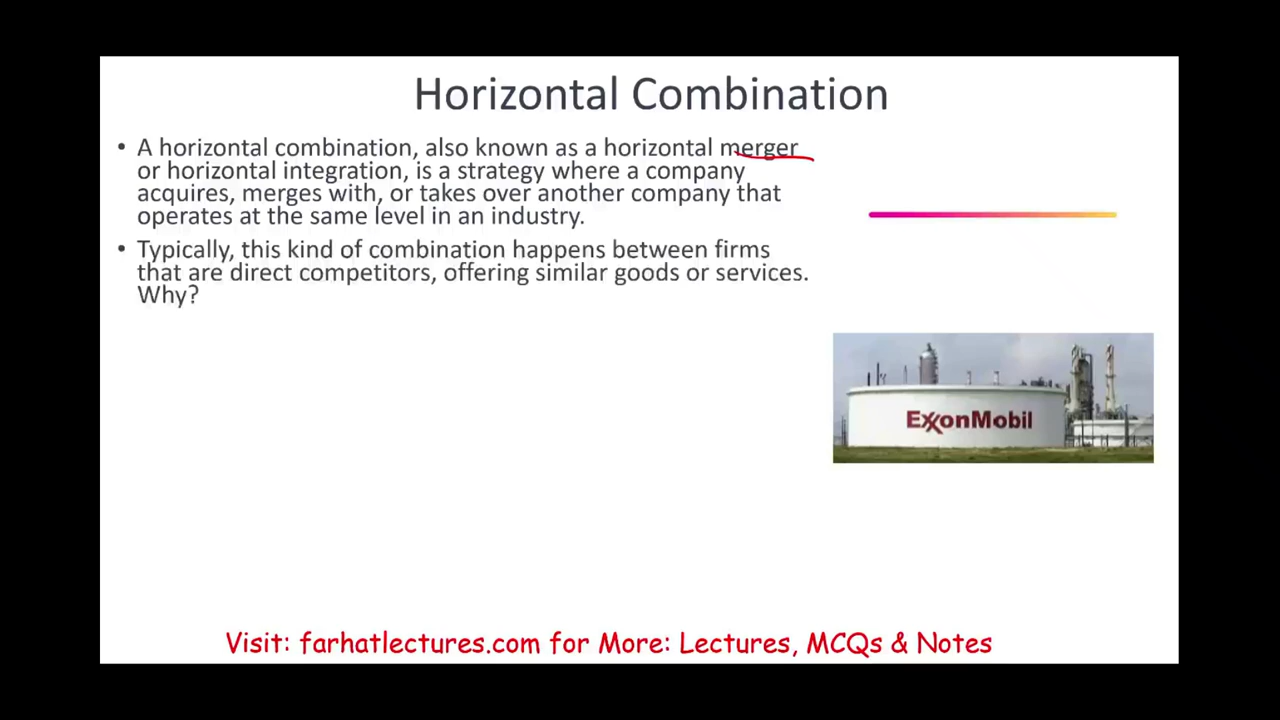 Horizontal Combination
• A horizontal combination, also known as a horizontal merger
or horizontal integration, is a strategy where a company
acquires, merges with, or takes over another company that
operates at the same level in an industry.
• Typically, this kind of combination happens between firms
that are direct competitors, offering similar goods or services.
Why?
ExxonMobil
Visit: farhatlectures.com for More: Lectures, MCQs & Notes